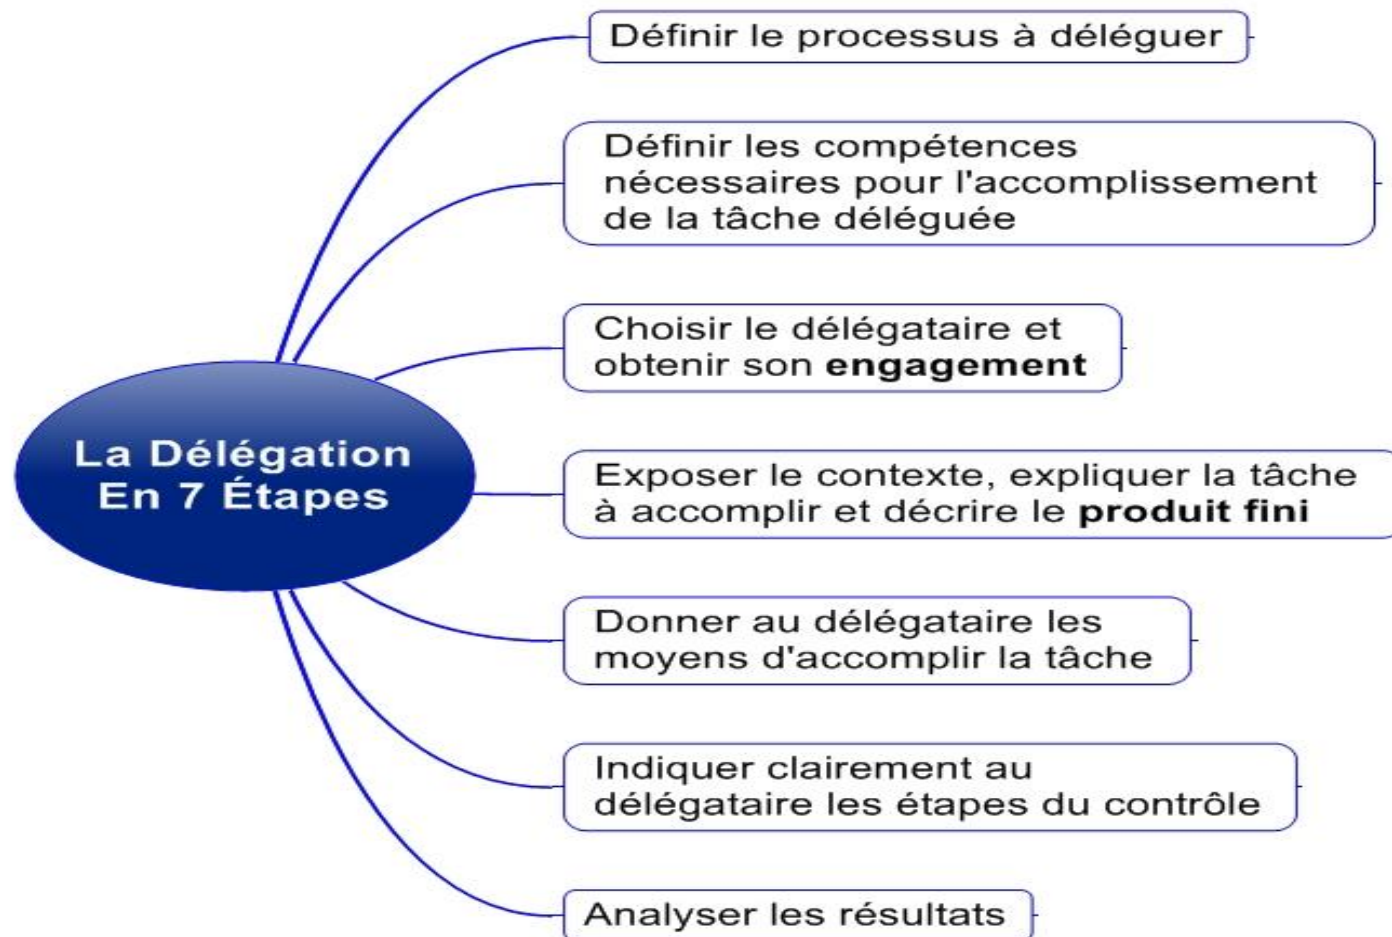 La Délégation
En 7 Étapes
Définir le processus à déléguer
Définir les compétences
nécessaires pour l'accomplissement
de la tâche déléguée
Choisir le délégataire et
obtenir son engagement
Exposer le contexte, expliquer la tâche
à accomplir et décrire le produit fini
Donner au délégataire les
moyens d'accomplir la tâche
Indiquer clairement au
délégataire les étapes du contrôle
Analyser les résultats